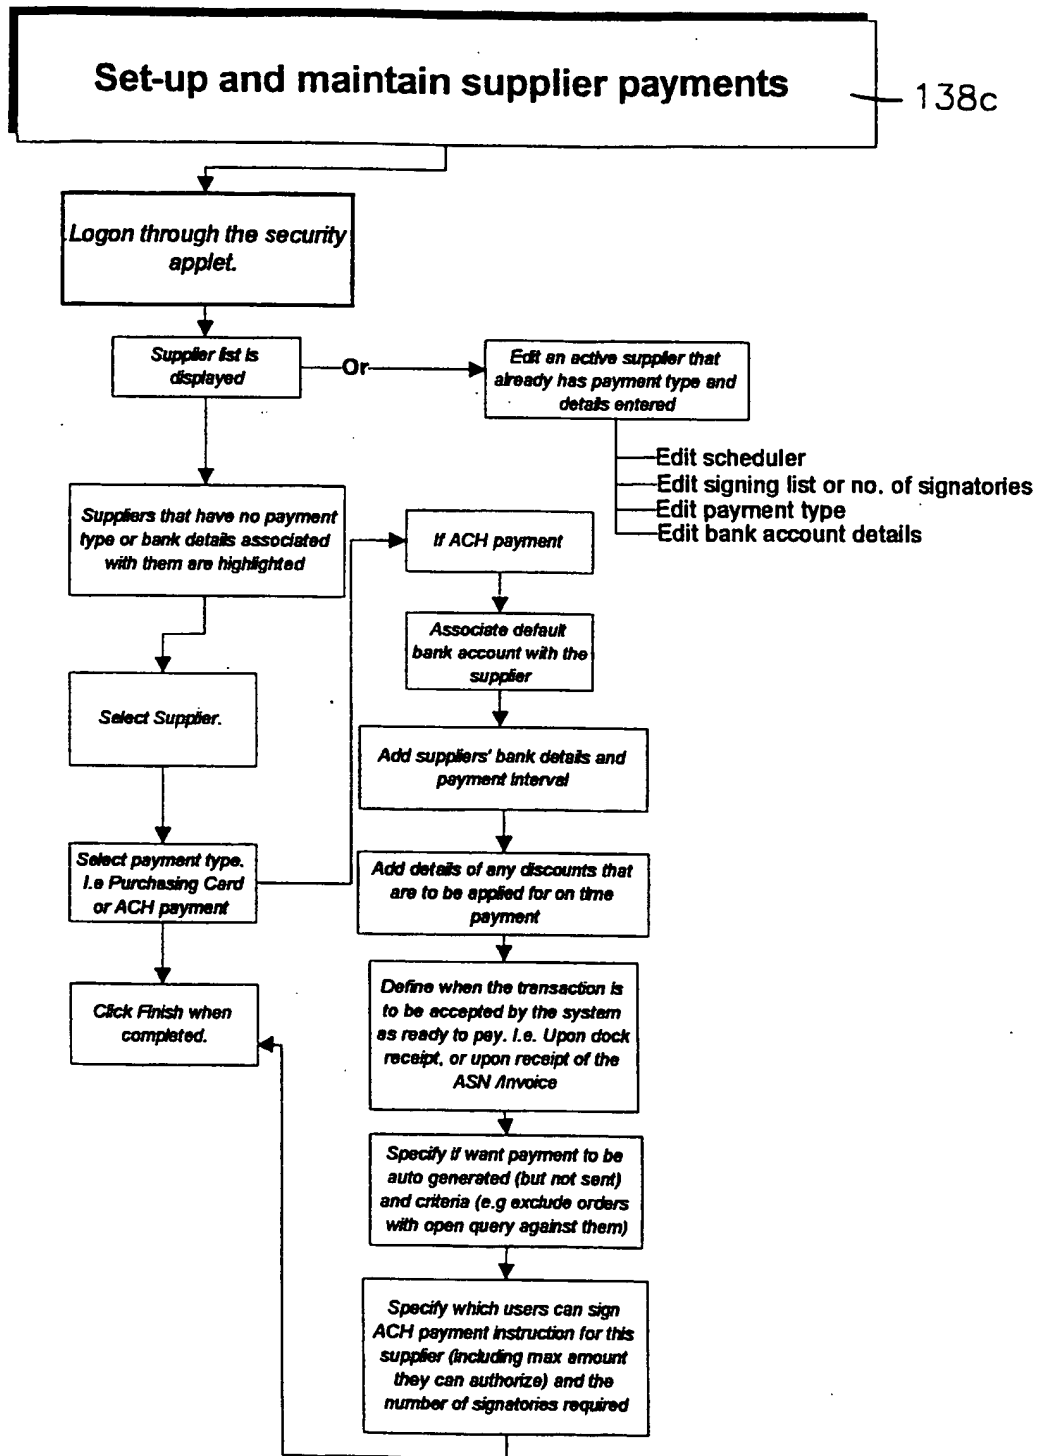 Set-up and maintain supplier payments
138c
Logon through the security
applet.
Supplier list is
displayed
Or
Edit an active supplier that
already has payment type and
details entered
Edit scheduler
Edit signing list or no. of signatories
Edit payment type
Edit bank account details
Suppliers that have no payment
type or bank details associated
with them are highlighted
Select Supplier.
Select payment type.
I.e Purchasing Card
or ACH payment
Click Finish when
completed.
If ACH payment
Associate default
bank account with the
supplier
Add suppliers' bank details and
payment interval
Add details of any discounts that
are to be applied for on time
payment
Define when the transaction is
to be accepted by the system
as ready to pay. I.e. Upon dock
receipt, or upon receipt of the
ASN /Invoice
Specify if want payment to be
auto generated (but not sent)
and criteria (e.g exclude orders
with open query against them)
Specify which users can sign
ACH payment instruction for this
supplier (including max amount
they can authorize) and the
number of signatories required